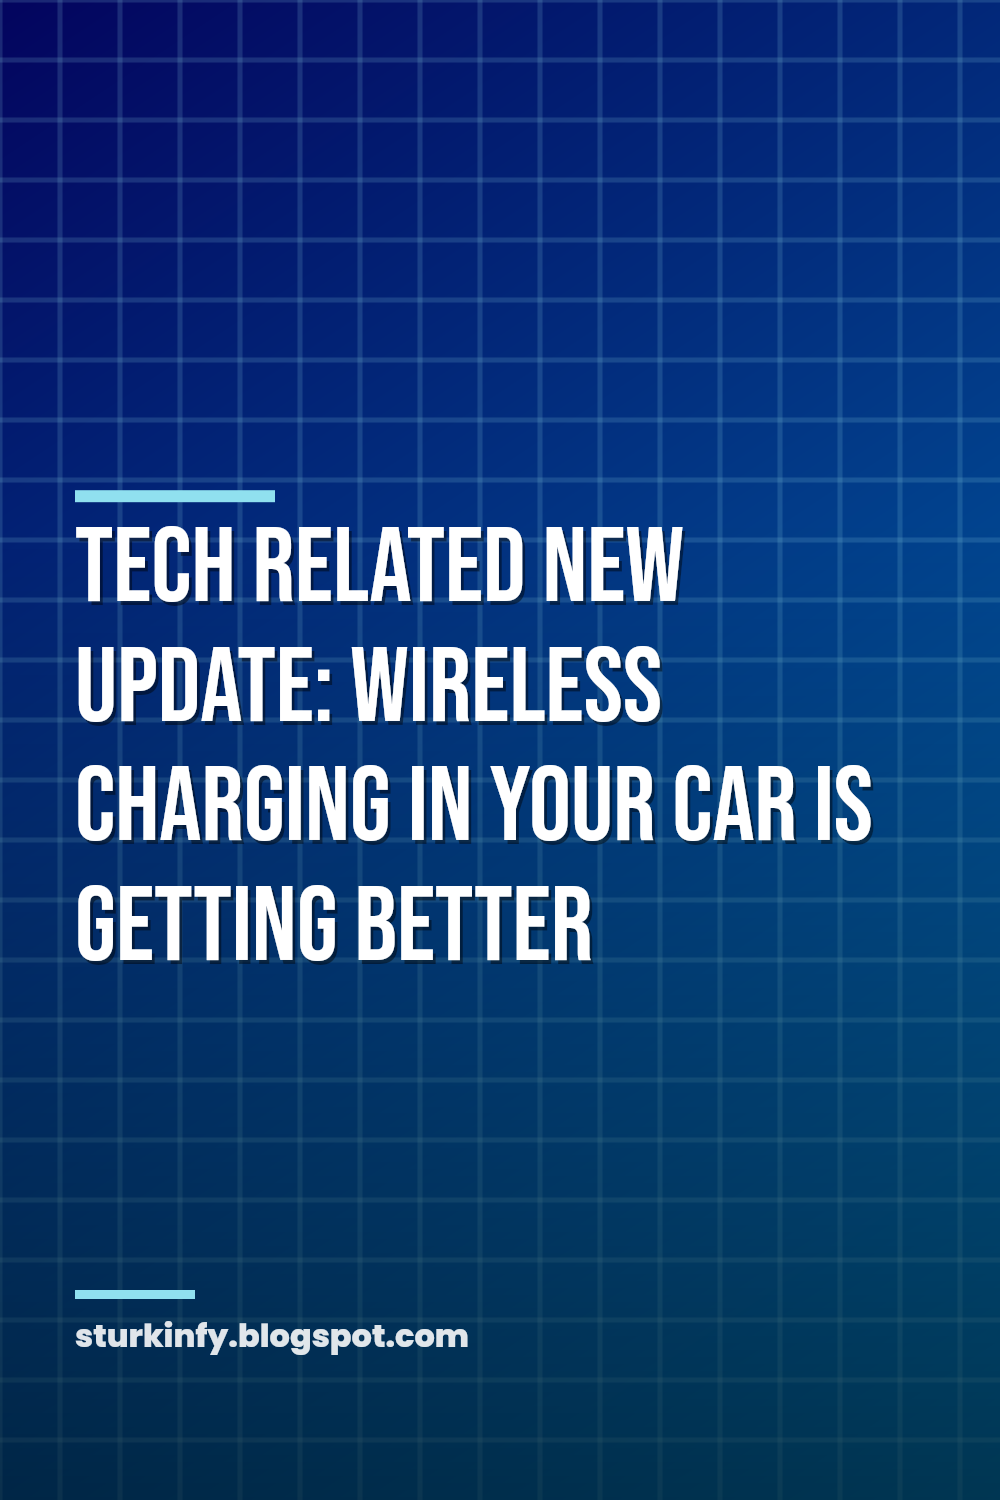 TECH RELATED NEW
UPDATE: WIRELESS
CHARGING IN YOUR CAR IS
GETTING BETTER
sturkinfy.blogspot.com